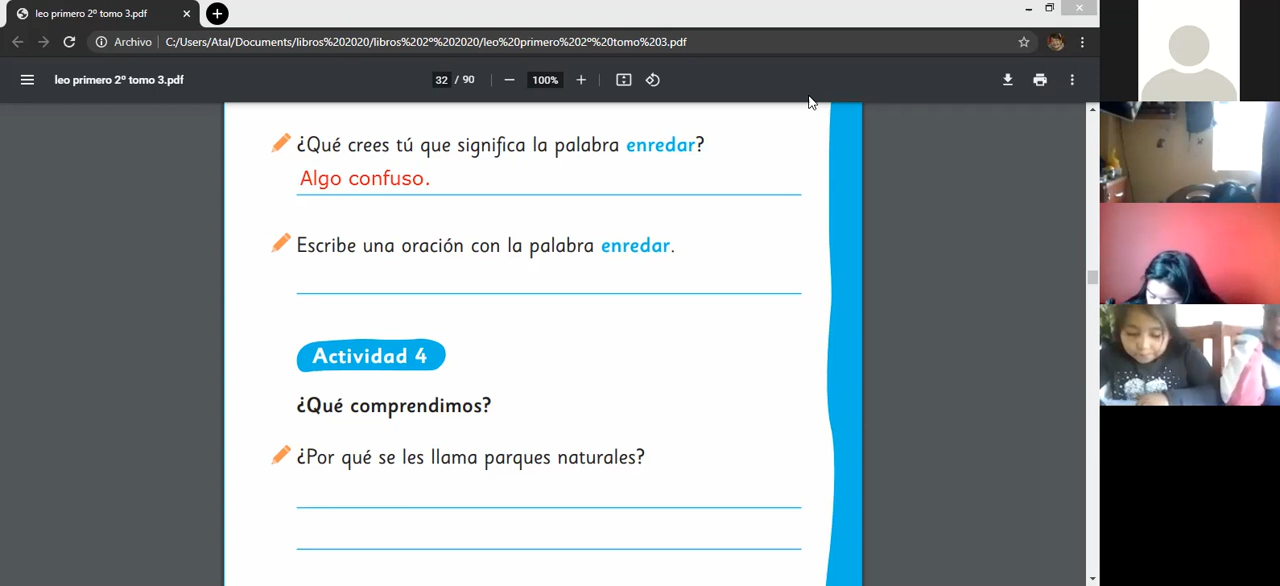 leo primero 2º tomo 3.pdf
Archivo C:/Users/Atal/Documents/libros%202020/libros%202º%202020/leo%20primero%202º%20tomo%203.pdf
leo primero 2º tomo 3.pdf 32 / 90 100%
¿Qué crees tú que significa la palabra enredar?
Algo confuso.
Escribe una oración con la palabra enredar.
Actividad 4
¿Qué comprendimos?
¿Por qué se les llama parques naturales?